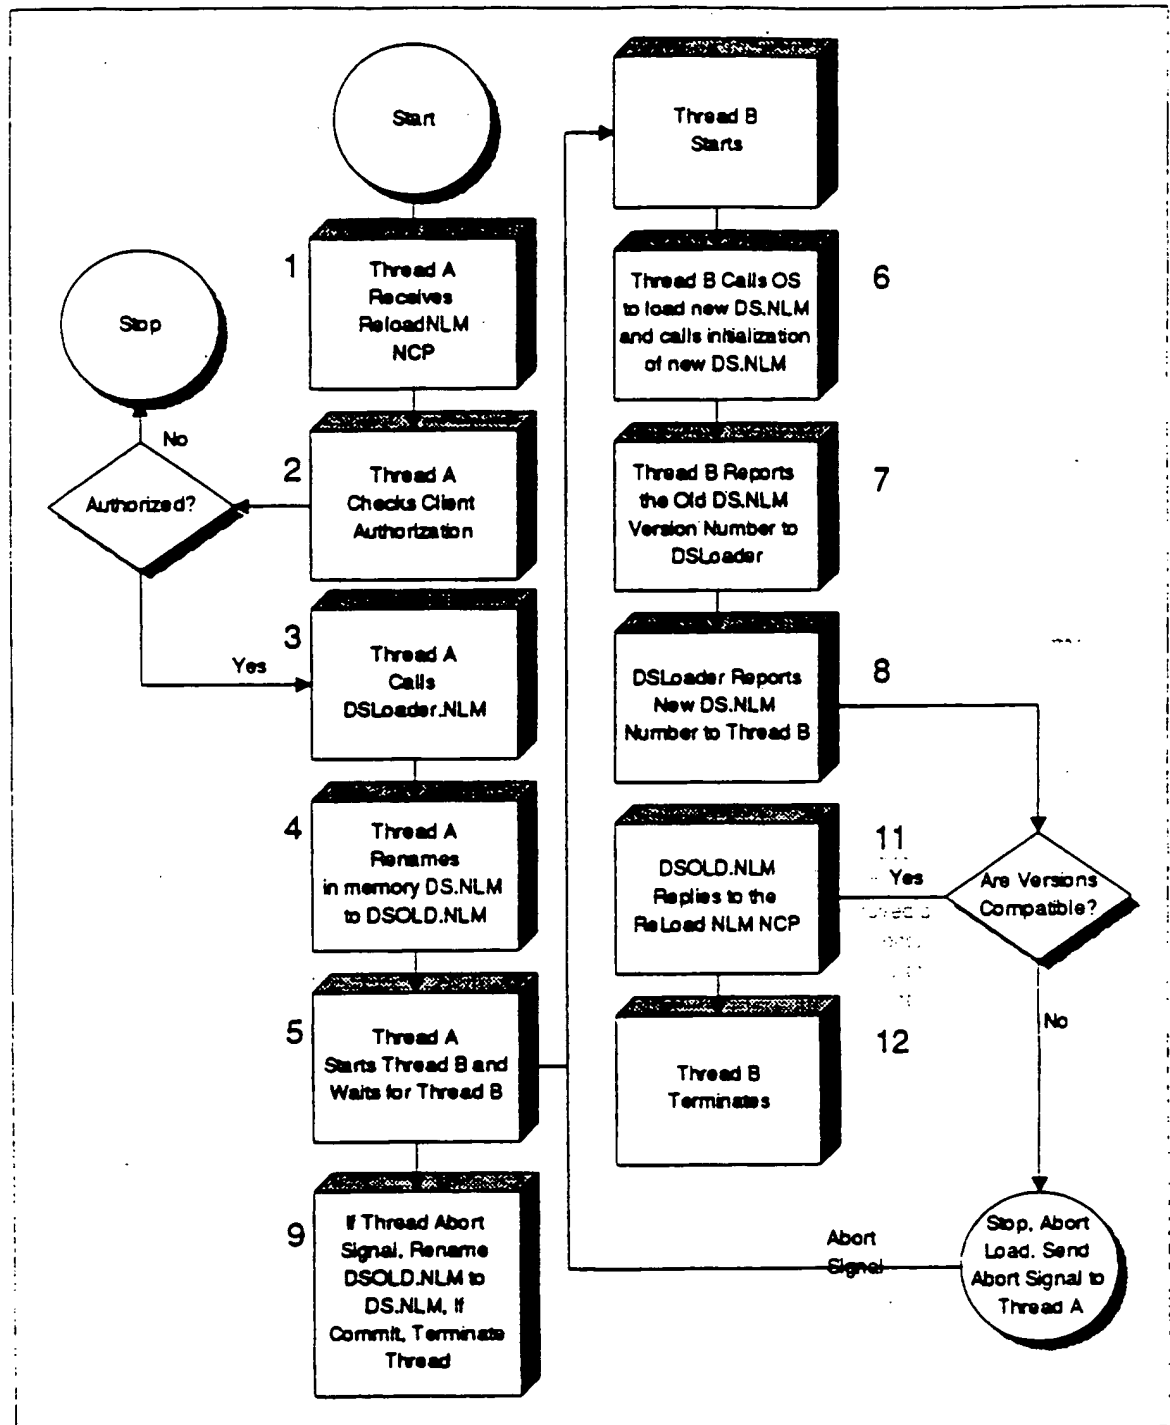 Start
1
Thread A
Receives
ReloadNLM
NCP
Stop
No
Authorized?
2
Thread A
Checks Client
Authorization
Yes
3
Thread A
Calls
DSLoader.NLM
4
Thread A
Renames
in memory DS.NLM
to DSOLD.NLM
5
Thread A
Starts Thread B and
Waits for Thread B
9
If Thread Abort
Signal, Rename
DSOLD.NLM to
DS.NLM, If
Commit, Terminate
Thread
Thread B
Starts
6
Thread B Calls OS
to load new DS.NLM
and calls initialization
of new DS.NLM
7
Thread B Reports
the Old DS.NLM
Version Number to
DSLoader
8
DSLoader Reports
New DS.NLM
Number to Thread B
Are Versions
Compatible?
11
Yes
DSOLD.NLM
Replies to the
ReLoad NLM NCP
12
Thread B
Terminates
No
Stop, Abort
Load. Send
Abort Signal to
Thread A
Abort
Signal